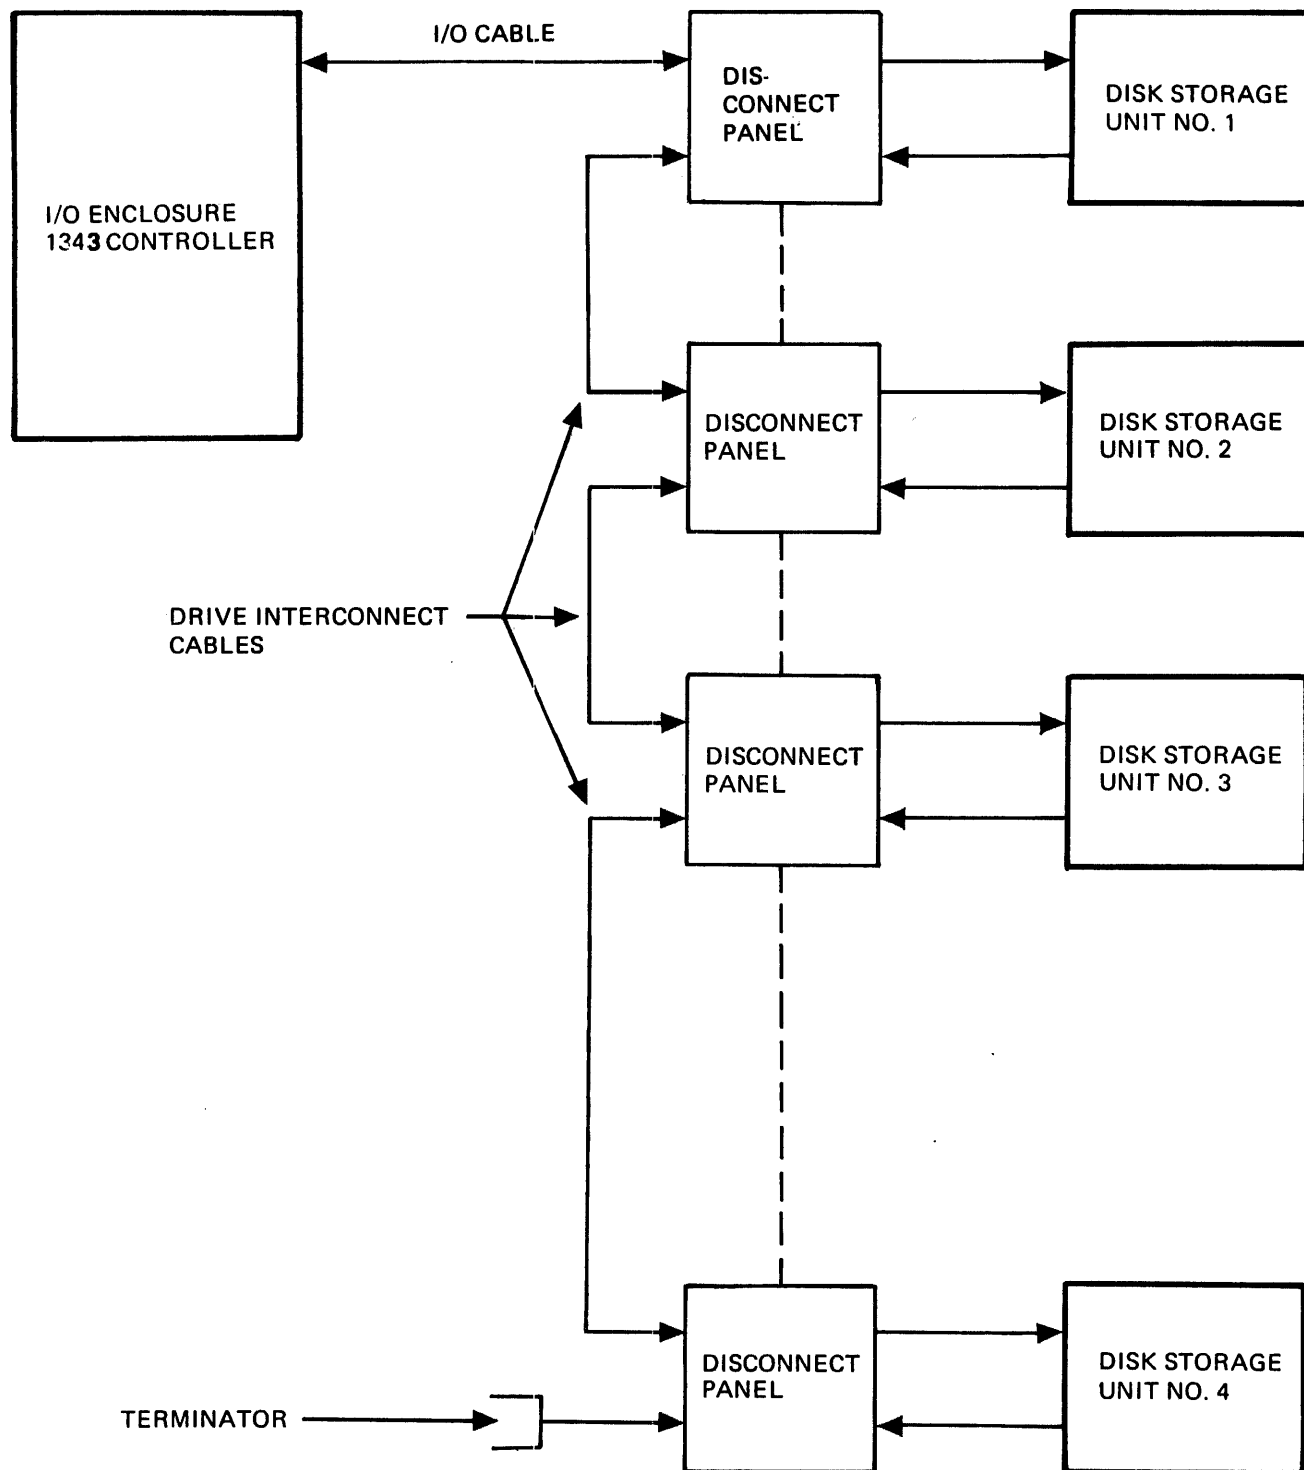 I/O CABLE
DIS-
CONNECT
PANEL
DISK STORAGE
UNIT NO. 1
I/O ENCLOSURE
1343 CONTROLLER
DISCONNECT
PANEL
DISK STORAGE
UNIT NO. 2
DRIVE INTERCONNECT
CABLES
DISCONNECT
PANEL
DISK STORAGE
UNIT NO. 3
DISCONNECT
PANEL
DISK STORAGE
UNIT NO. 4
TERMINATOR